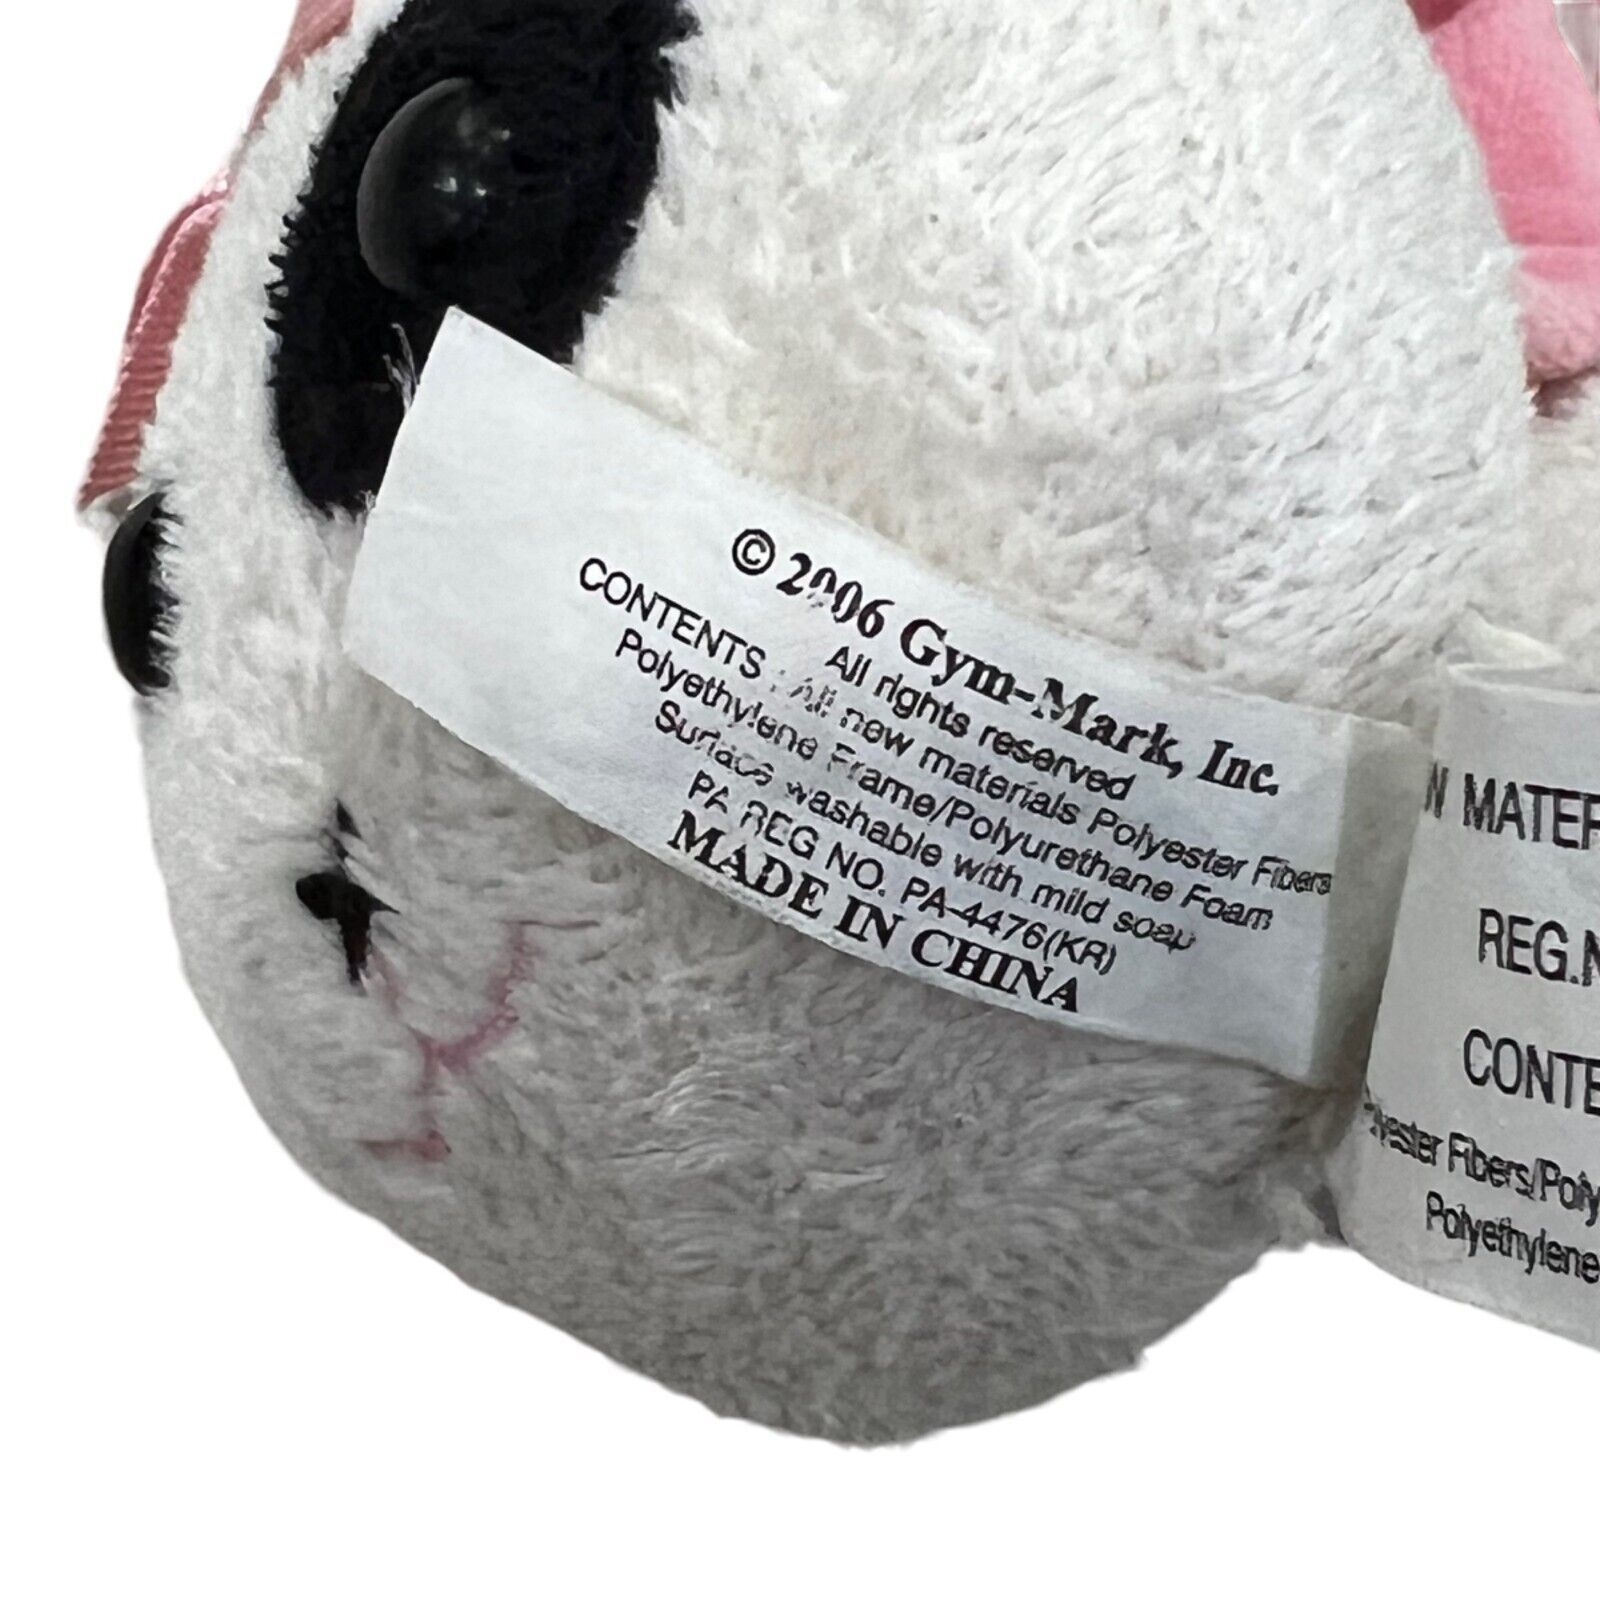 © 2006 Gym-Mark, Inc.
All rights reserved
CONTENTS : All new materials Polyester Fibers
Polyethylene Frame/Polyurethane Foam
Surface washable with mild soap
PA REG NO. PA-4476(KR)
MADE IN CHINA
N MATER
REG.N
CONTE
yester Fibers/Poly
Polyethylene